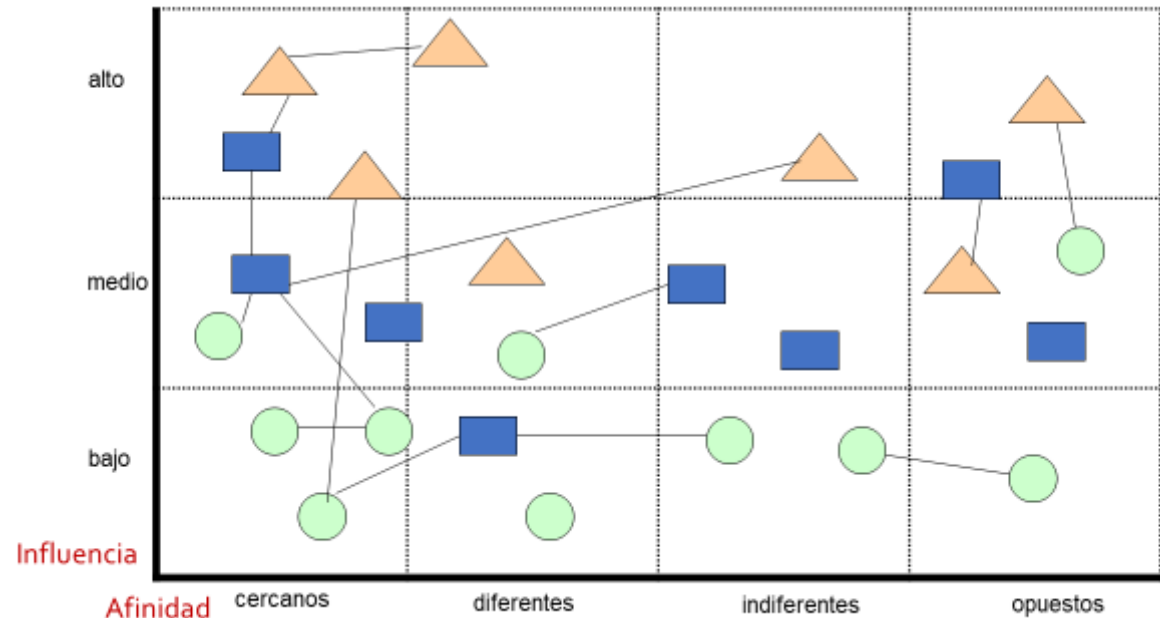 alto
medio
bajo
Influencia
Afinidad
cercanos
diferentes
indiferentes
opuestos